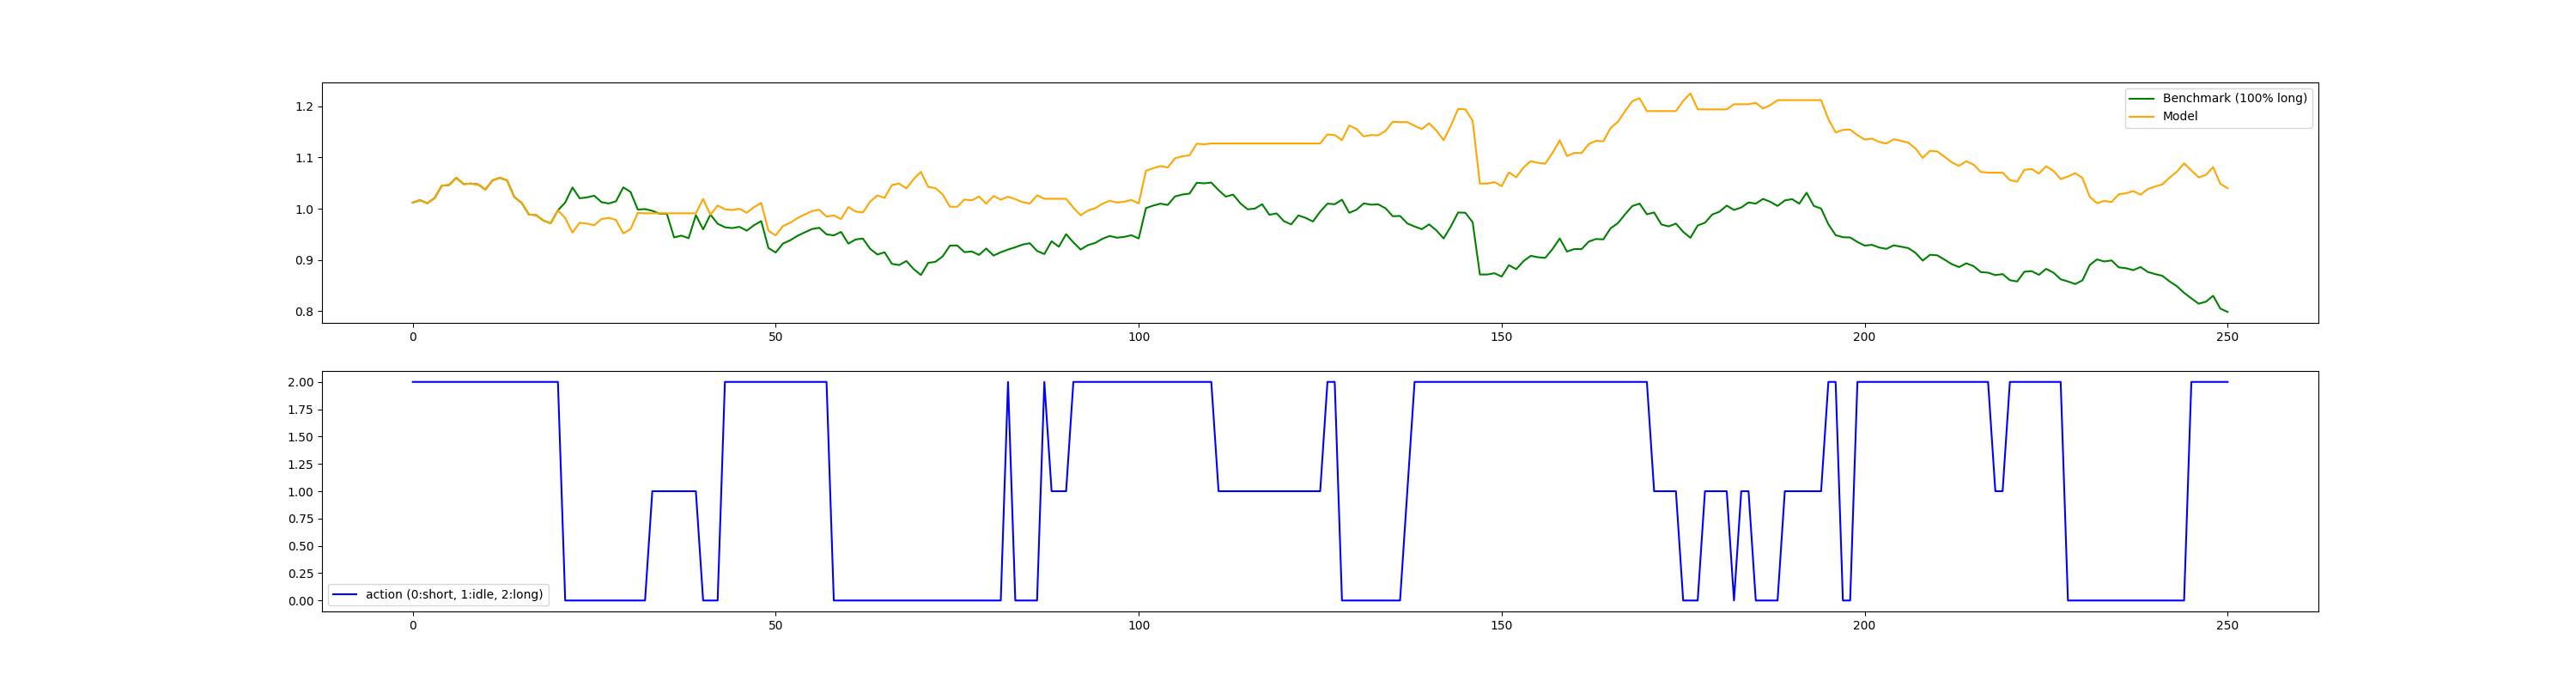 1.2
1.1
1.0
0.9
0.8
Benchmark (100% long)
Model
0 50 100 150 200 250
2.00
1.75
1.50
1.25
1.00
0.75
0.50
0.25
0.00
action (0:short, 1:idle, 2:long)
0 50 100 150 200 250